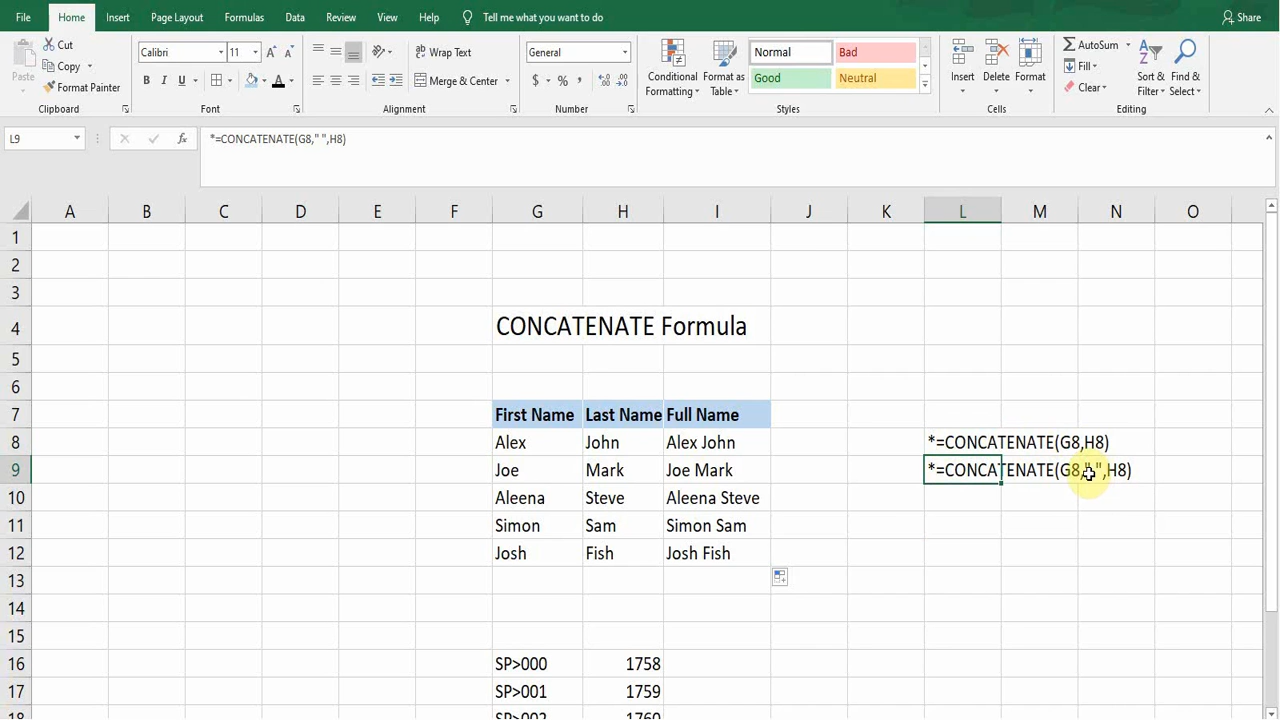 File Home Insert Page Layout Formulas Data Review View Help Tell me what you want to do Share
Paste Cut Copy Format Painter
Calibri 11 A A B I U A
Wrap Text Merge & Center
General $ % , .0 .00 .00 .0
Conditional Formatting Format as Table
Normal Bad Good Neutral
Insert Delete Format
AutoSum Fill Clear Sort & Filter Find & Select
Clipboard Font Alignment Number Styles Cells Editing
L9 fx *=CONCATENATE(G8," ",H8)
A B C D E F G H I J K L M N O
1
2
3
4 CONCATENATE Formula
5
6
7 First Name Last Name Full Name
8 Alex John Alex John *=CONCATENATE(G8,H8)
9 Joe Mark Joe Mark *=CONCATENATE(G8," ",H8)
10 Aleena Steve Aleena Steve
11 Simon Sam Simon Sam
12 Josh Fish Josh Fish
13
14
15
16 SP>000 1758
17 SP>001 1759
18 SP>002 1760